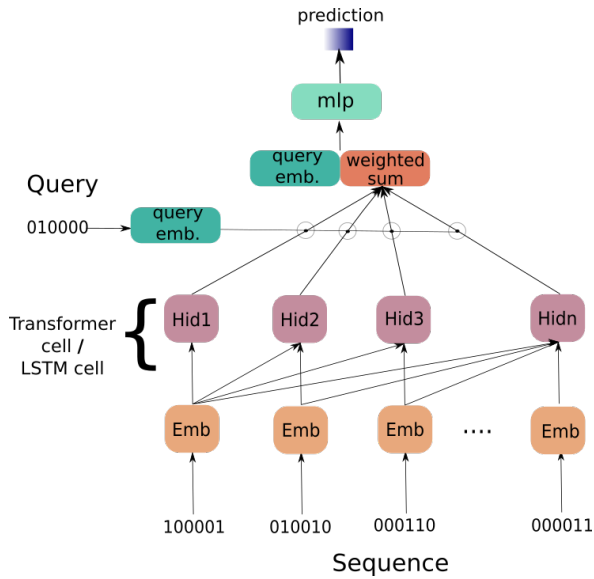 prediction
mlp
query
emb.
weighted
sum
Query
010000
query
emb.
Transformer
cell /
LSTM cell
{
Hid1
Hid2
Hid3
Hidn
Emb
Emb
Emb
....
Emb
100001
010010
000110
000011
Sequence